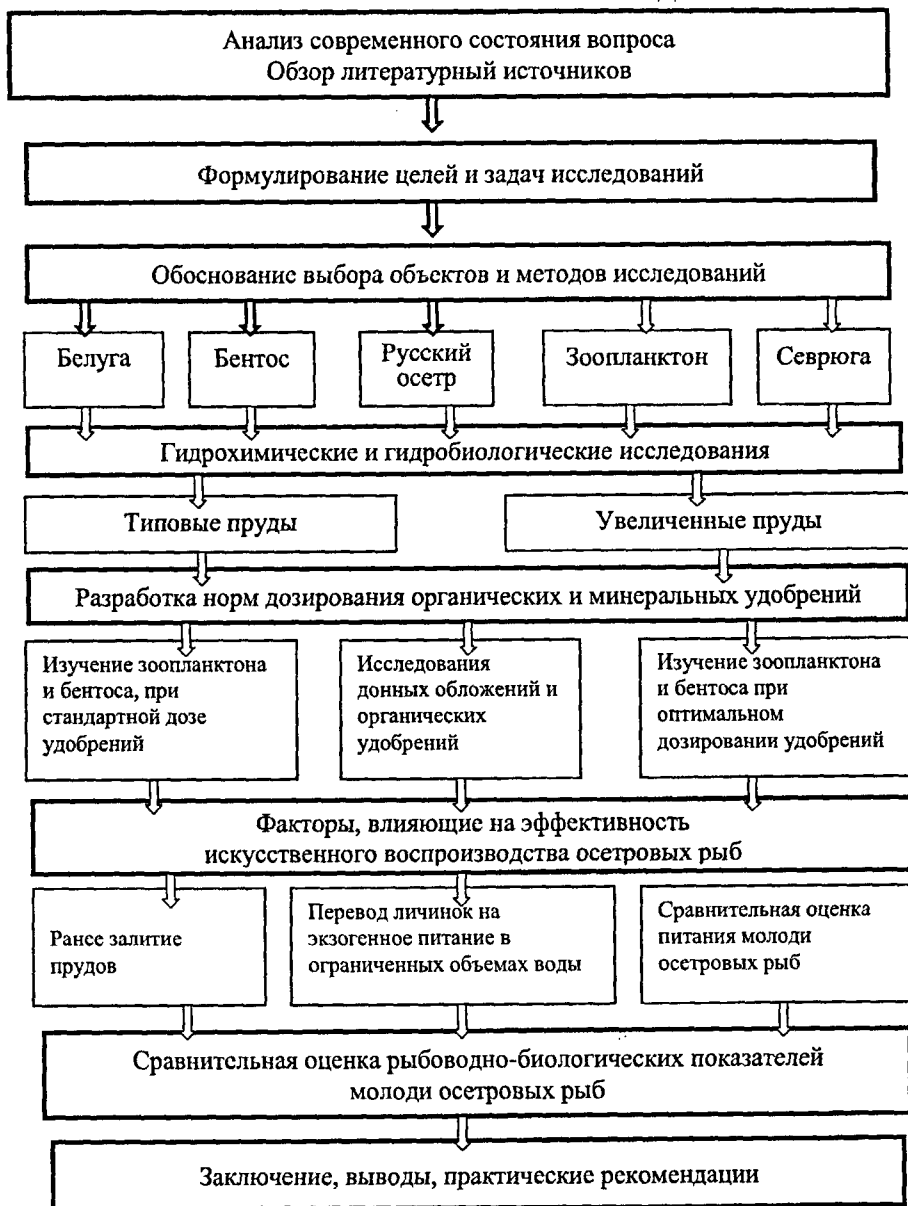 Анализ современного состояния вопроса
Обзор литературный источников
Формулирование целей и задач исследований
Обоснование выбора объектов и методов исследований
Белуга
Бентос
Русский
осетр
Зоопланктон
Севрюга
Гидрохимические и гидробиологические исследования
Типовые пруды
Увеличенные пруды
Разработка норм дозирования органических и минеральных удобрений
Изучение зоопланктона
и бентоса, при
стандартной дозе
удобрений
Исследования
донных обложений и
органических
удобрений
Изучение зоопланктона
и бентоса при
оптимальном
дозировании удобрений
Факторы, влияющие на эффективность
искусственного воспроизводства осетровых рыб
Ранее залитие
прудов
Перевод личинок на
экзогенное питание в
ограниченных объемах воды
Сравнительная оценка
питания молоди
осетровых рыб
Сравнительная оценка рыбоводно-биологических показателей
молоди осетровых рыб
Заключение, выводы, практические рекомендации